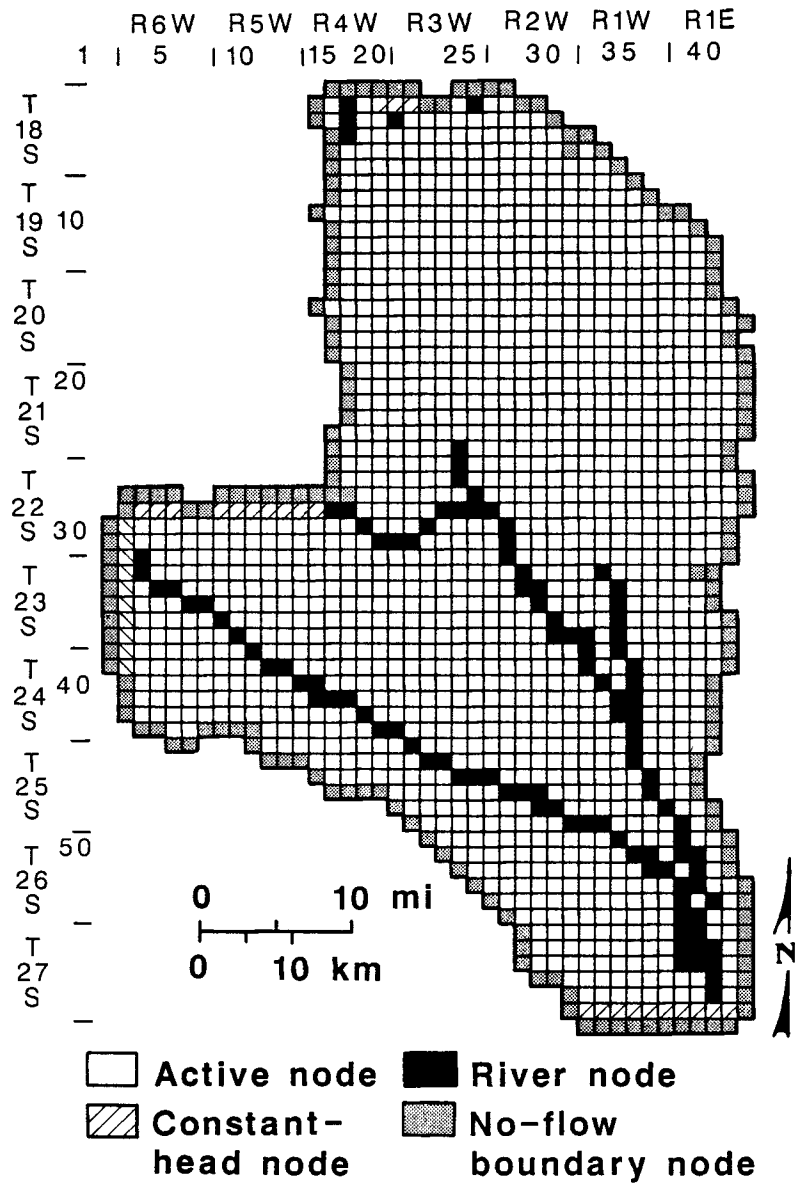 R6W R5W R4W R3W R2W R1W R1E
1 5 10 15 20 25 30 35 40
T
18
S
T
19 10
S
T
20
S
T 20
21
S
T
22
S 30
T
23
S
T
24 40
S
T
25
S
50
T
26
S
T
27
S
0 10 mi
0 10 km
N
Active node
River node
Constant-
head node
No-flow
boundary node